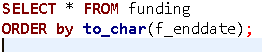 SELECT * FROM funding
ORDER by to_char(f_enddate);